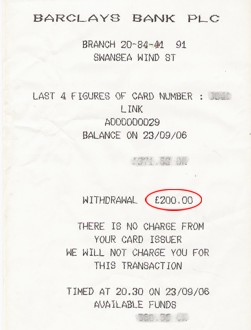 BARCLAYS BANK PLC
BRANCH 20-84-41 91
SWANSEA WIND ST
LAST 4 FIGURES OF CARD NUMBER :
LINK
A000000029
BALANCE ON 23/09/06
WITHDRAWAL £200.00
THERE IS NO CHARGE FROM
YOUR CARD ISSUER
WE WILL NOT CHARGE YOU FOR
THIS TRANSACTION
TIMED AT 20.30 ON 23/09/06
AVAILABLE FUNDS